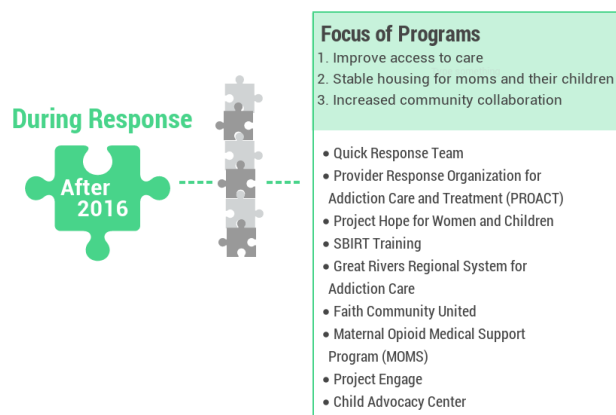 During Response
After
2016
Focus of Programs
1. Improve access to care
2. Stable housing for moms and their children
3. Increased community collaboration
• Quick Response Team
• Provider Response Organization for
Addiction Care and Treatment (PROACT)
• Project Hope for Women and Children
• SBIRT Training
• Great Rivers Regional System for
Addiction Care
• Faith Community United
• Maternal Opioid Medical Support
Program (MOMS)
• Project Engage
• Child Advocacy Center